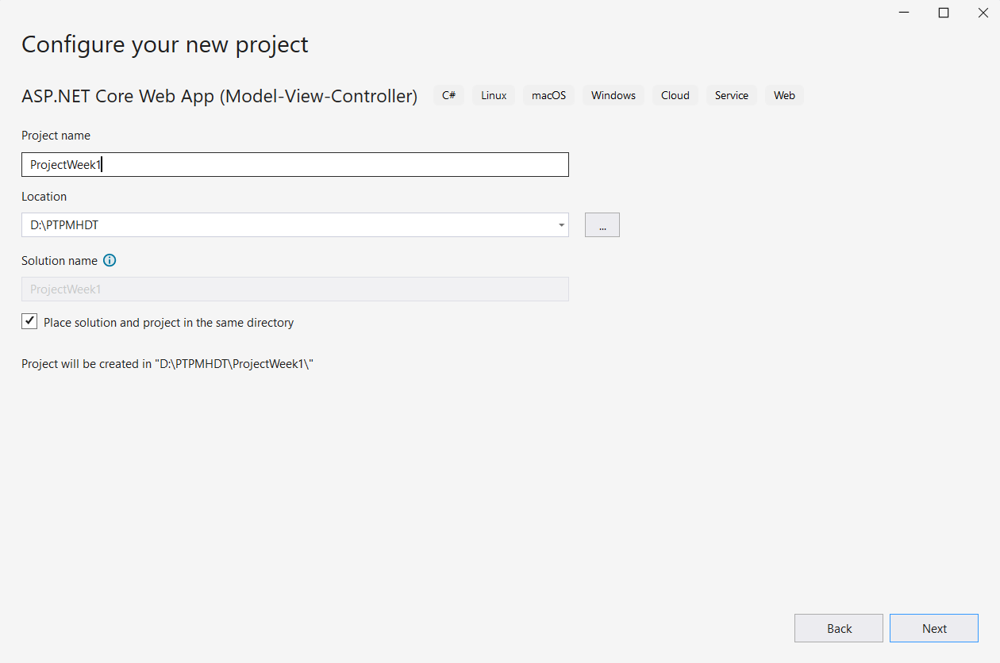 Configure your new project
ASP.NET Core Web App (Model-View-Controller) C# Linux macOS Windows Cloud Service Web
Project name
ProjectWeek1
Location
D:\PTPMHDT
...
Solution name
ProjectWeek1
Place solution and project in the same directory
Project will be created in "D:\PTPMHDT\ProjectWeek1\"
Back Next